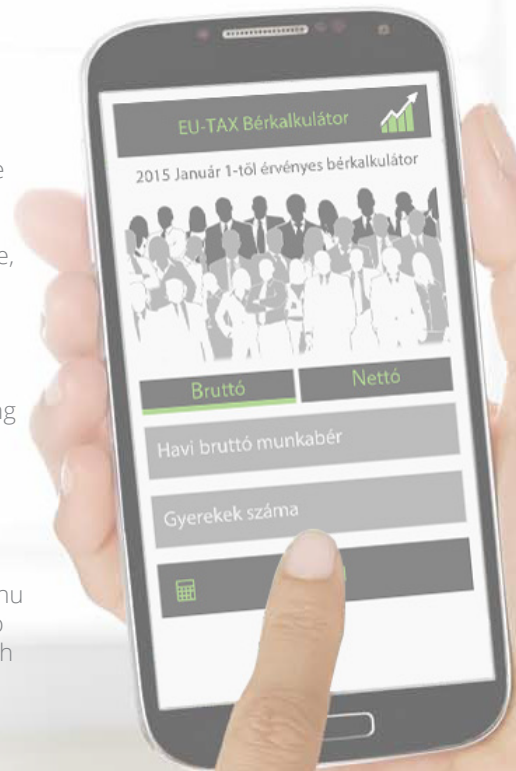 EU-TAX Bérkalkulátor
2015 Január 1-től érvényes bérkalkulátor
Bruttó
Nettó
Havi bruttó munkabér
Gyerekek száma